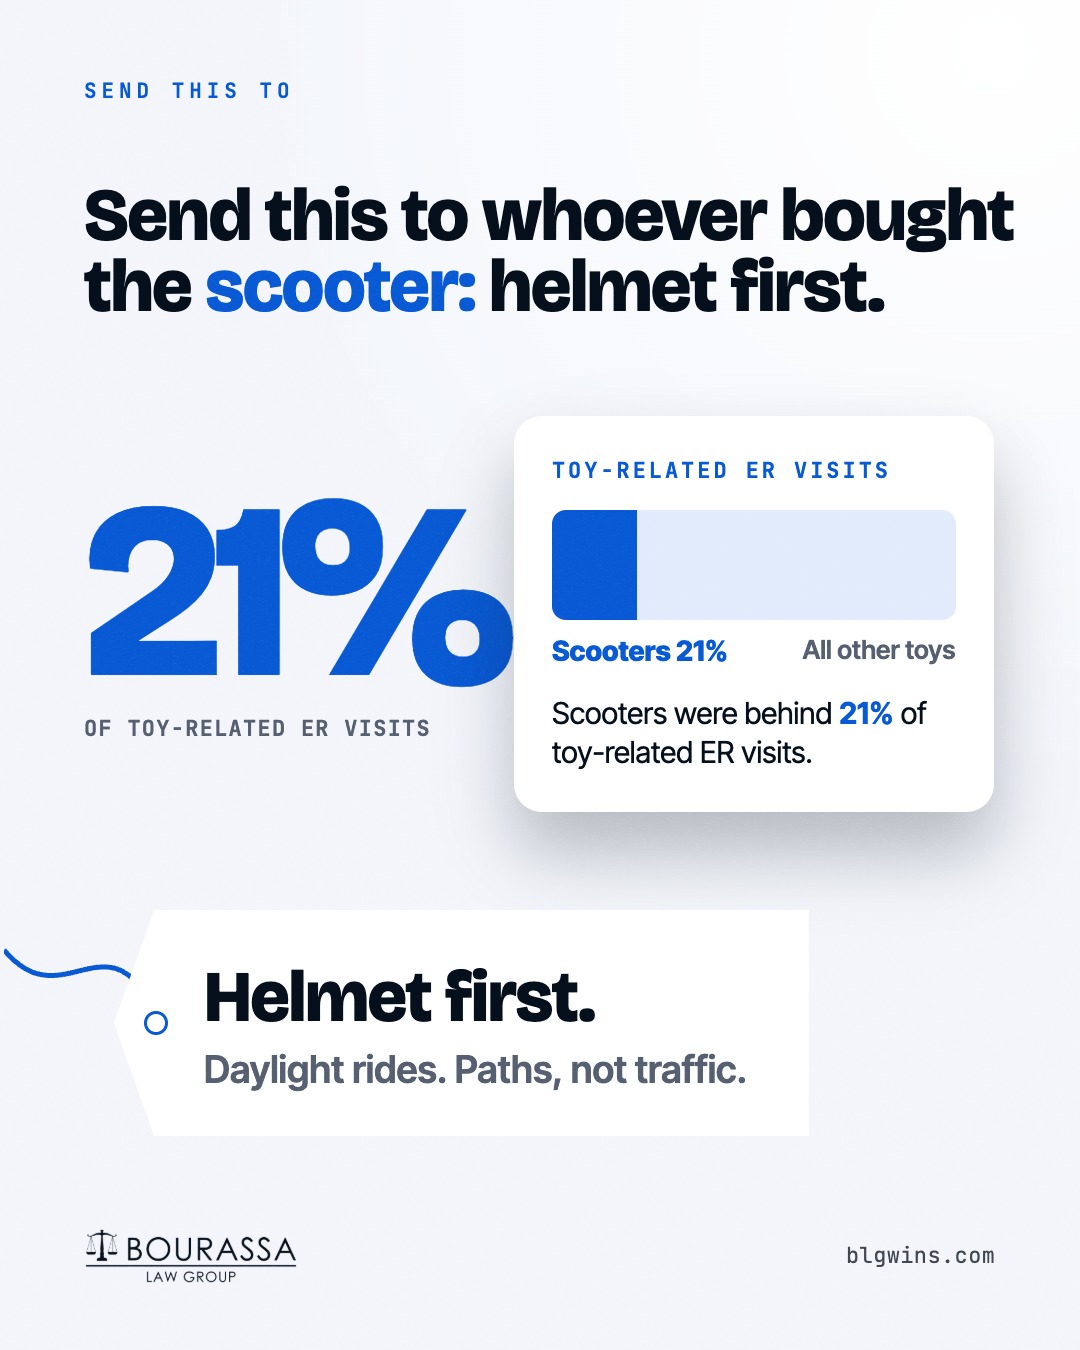 SEND THIS TO
Send this to whoever bought
the scooter: helmet first.
21%
OF TOY-RELATED ER VISITS
TOY-RELATED ER VISITS
Scooters 21%
All other toys
Scooters were behind 21% of
toy-related ER visits.
Helmet first.
Daylight rides. Paths, not traffic.
BOURASSA
LAW GROUP
blgwins.com